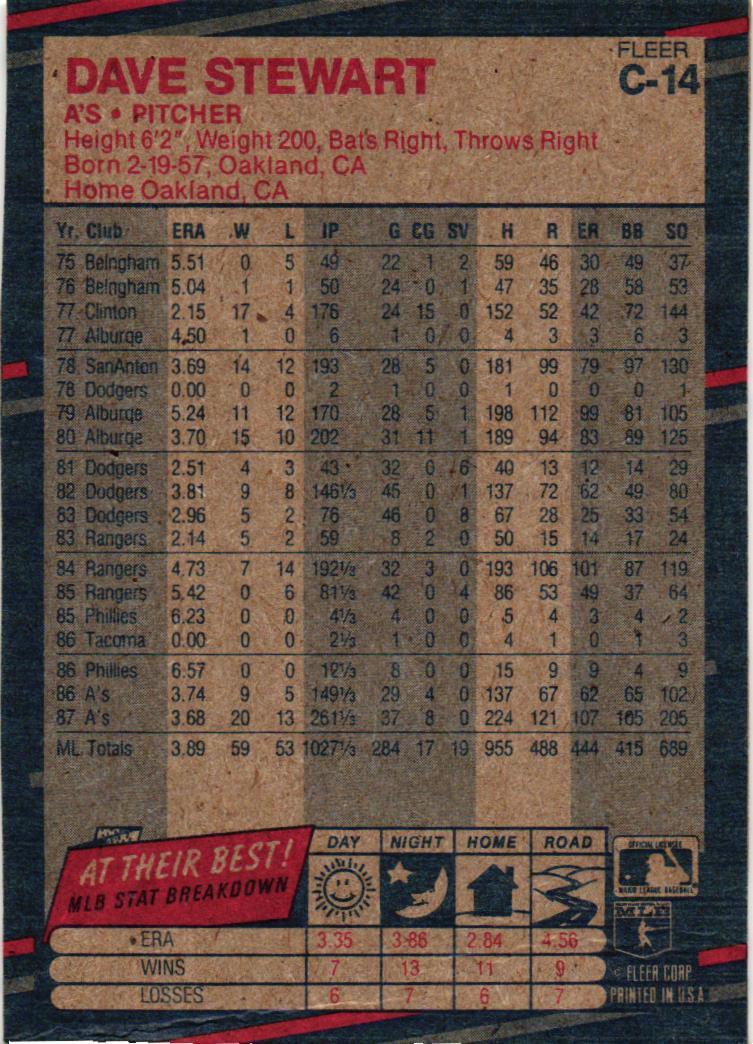 FLEER
C-14
DAVE STEWART
A'S • PITCHER
Height 6'2", Weight 200, Bats Right, Throws Right
Born 2-19-57, Oakland, CA
Home Oakland, CA
Yr. Club ERA W L IP G CG SV H R ER BB SO
75 Belngham 5.51 0 5 49 22 1 2 59 46 30 49 37
76 Belngham 5.04 1 1 50 24 0 1 47 35 28 58 53
77 Clinton 2.15 17 4 176 24 15 0 152 52 42 72 144
77 Alburqe 4.50 1 0 6 1 0 0 4 3 3 6 3
78 SanAnton 3.69 14 12 193 28 5 0 181 99 79 97 130
78 Dodgers 0.00 0 0 2 1 0 0 1 0 0 0 1
79 Alburqe 5.24 11 12 170 28 5 1 198 112 99 81 105
80 Alburqe 3.70 15 10 202 31 11 1 189 94 83 89 125
81 Dodgers 2.51 4 3 43 32 0 6 40 13 12 14 29
82 Dodgers 3.81 9 8 146⅓ 45 0 1 137 72 62 49 80
83 Dodgers 2.96 5 2 76 46 0 8 67 28 25 33 54
83 Rangers 2.14 5 2 59 8 2 0 50 15 14 17 24
84 Rangers 4.73 7 14 192⅓ 32 3 0 193 106 101 87 119
85 Rangers 5.42 0 6 81⅓ 42 0 4 86 53 49 37 64
85 Phillies 6.23 0 0 4⅓ 4 0 0 5 4 3 4 2
86 Tacoma 0.00 0 0 2⅓ 1 0 0 4 1 0 1 3
86 Phillies 6.57 0 0 12⅓ 8 0 0 15 9 9 4 9
86 A's 3.74 9 5 149⅓ 29 4 0 137 67 62 65 102
87 A's 3.68 20 13 261⅓ 37 8 0 224 121 107 105 205
ML Totals 3.89 59 53 1027⅓ 284 17 19 955 488 444 415 689
AT THEIR BEST!
MLB STAT BREAKDOWN
DAY NIGHT HOME ROAD
ERA 3.35 3.86 2.84 4.56
WINS 7 13 11 9
LOSSES 6 7 6 7
OFFICIAL LICENSEE
MAJOR LEAGUE BASEBALL
© FLEER CORP
PRINTED IN U.S.A